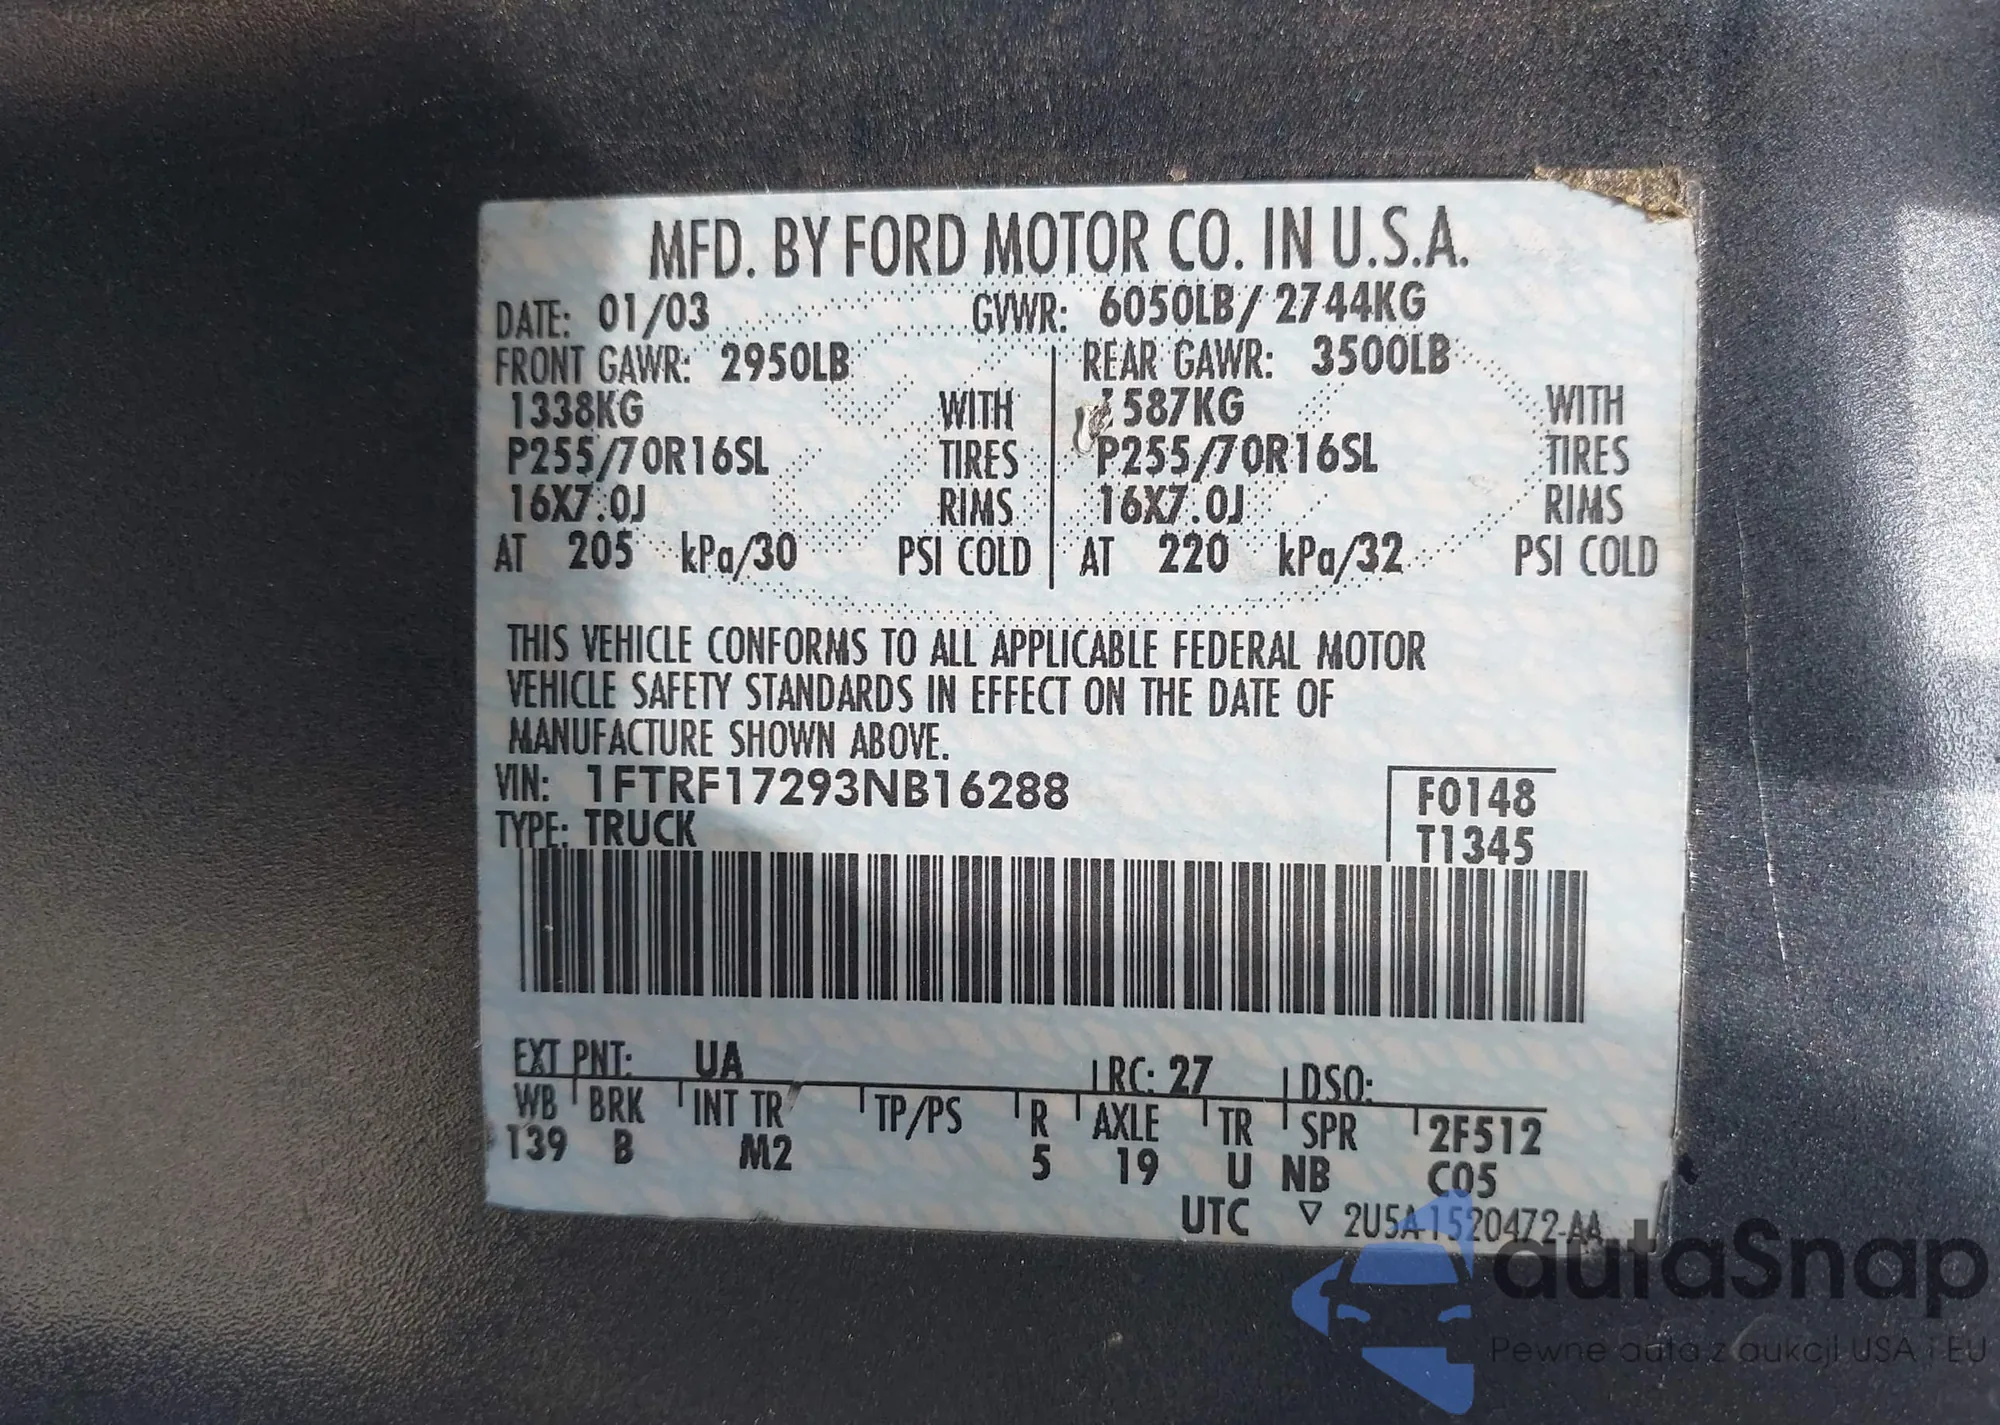 MFD. BY FORD MOTOR CO. IN U.S.A.
DATE: 01/03 GVWR: 6050LB/ 2744KG
FRONT GAWR: 2950LB REAR GAWR: 3500LB
1338KG WITH 1587KG WITH
P255/70R16SL TIRES P255/70R16SL TIRES
16X7.0J RIMS 16X7.0J RIMS
AT 205 kPa/30 PSI COLD AT 220 kPa/32 PSI COLD
THIS VEHICLE CONFORMS TO ALL APPLICABLE FEDERAL MOTOR
VEHICLE SAFETY STANDARDS IN EFFECT ON THE DATE OF
MANUFACTURE SHOWN ABOVE.
VIN: 1FTRF17293NB16288 F0148
TYPE: TRUCK T1345
EXT PNT: UA RC: 27 DSO:
WB BRK INT TR TP/PS R AXLE TR SPR 2F512
139 B M2 5 19 U NB C05
UTC ▽ 2U5A-1520472-AA
autaSnap
Pewne auta z aukcji USA i EU